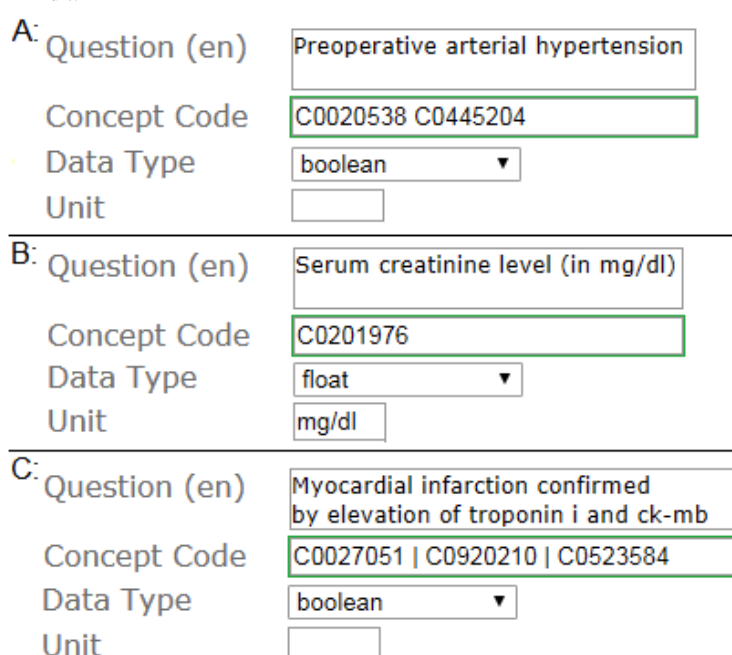 A:
Question (en)
Preoperative arterial hypertension
Concept Code
C0020538 C0445204
Data Type
boolean
Unit
B:
Question (en)
Serum creatinine level (in mg/dl)
Concept Code
C0201976
Data Type
float
Unit
mg/dl
C:
Question (en)
Myocardial infarction confirmed
by elevation of troponin i and ck-mb
Concept Code
C0027051 | C0920210 | C0523584
Data Type
boolean
Unit